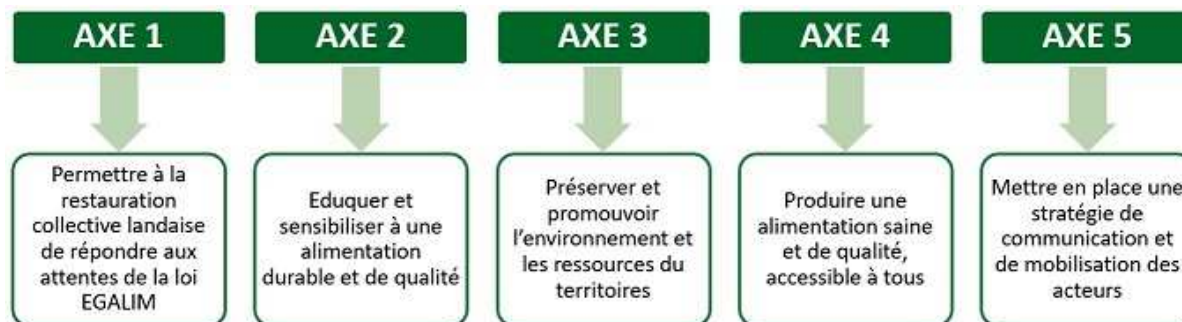 AXE 1
Permettre à la
restauration
collective landaise
de répondre aux
attentes de la loi
EGALIM
AXE 2
Eduquer et
sensibiliser à une
alimentation
durable et de qualité
AXE 3
Préserver et
promouvoir
l'environnement et
les ressources du
territoires
AXE 4
Produire une
alimentation saine
et de qualité,
accessible à tous
AXE 5
Mettre en place une
stratégie de
communication et
de mobilisation des
acteurs